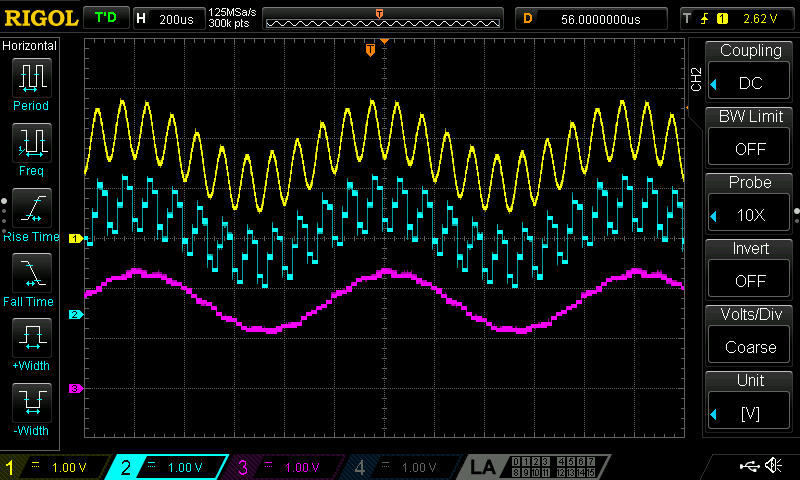 RIGOL T'D H 200us 125MSa/s 300k pts T D 56.0000000us T 1 2.62 V
Horizontal
Period
Freq
Rise Time
Fall Time
+Width
-Width
T
1
2
3
CH2
Coupling
DC
BW Limit
OFF
Probe
10X
Invert
OFF
Volts/Div
Coarse
Unit
[V]
1 1.00 V 2 1.00 V 3 1.00 V 4 1.00 V LA 0 1 2 3 4 5 6 7
8 9 10 11 12 13 14 15